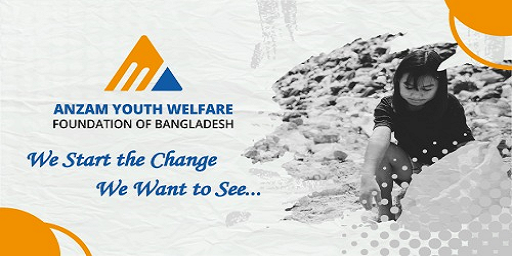 ANZAM YOUTH WELFARE
FOUNDATION OF BANGLADESH
We Start the Change
We Want to See...